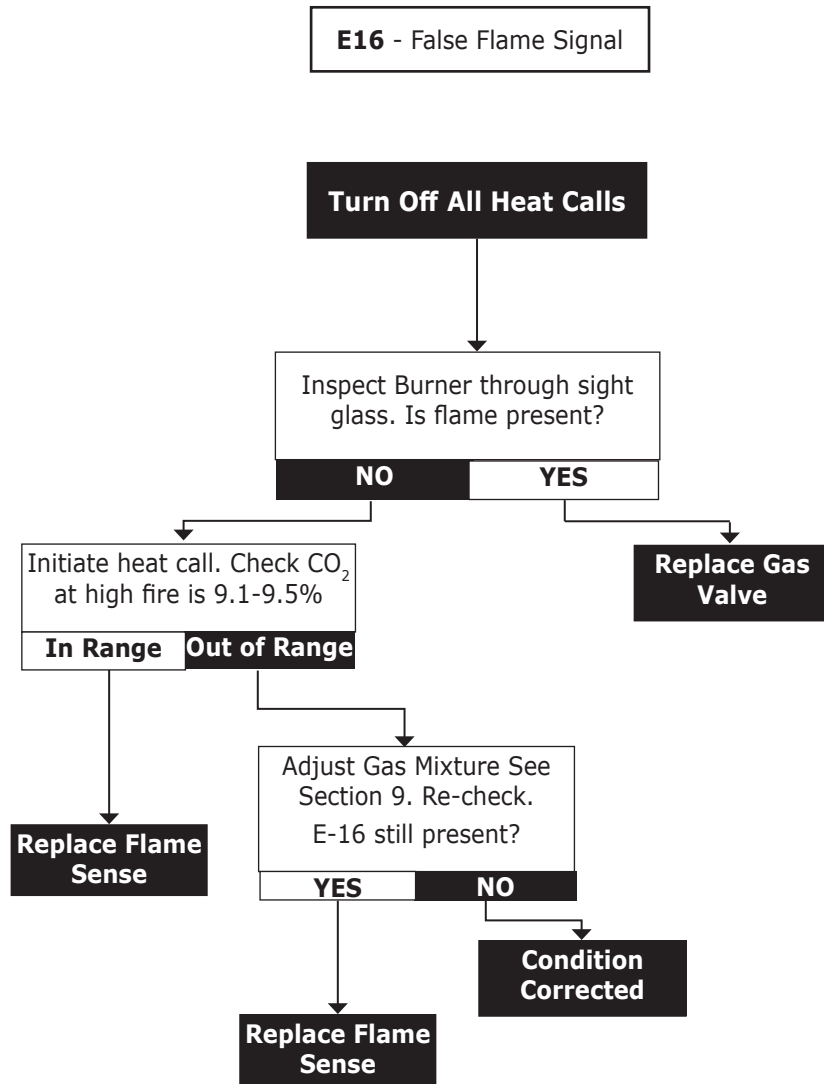 E16 - False Flame Signal
Turn Off All Heat Calls
Inspect Burner through sight
glass. Is flame present?
NO
YES
Initiate heat call. Check CO₂
at high fire is 9.1-9.5%
In Range
Out of Range
Replace Gas
Valve
Adjust Gas Mixture See
Section 9. Re-check.
E-16 still present?
YES
NO
Replace Flame
Sense
Condition
Corrected
Replace Flame
Sense